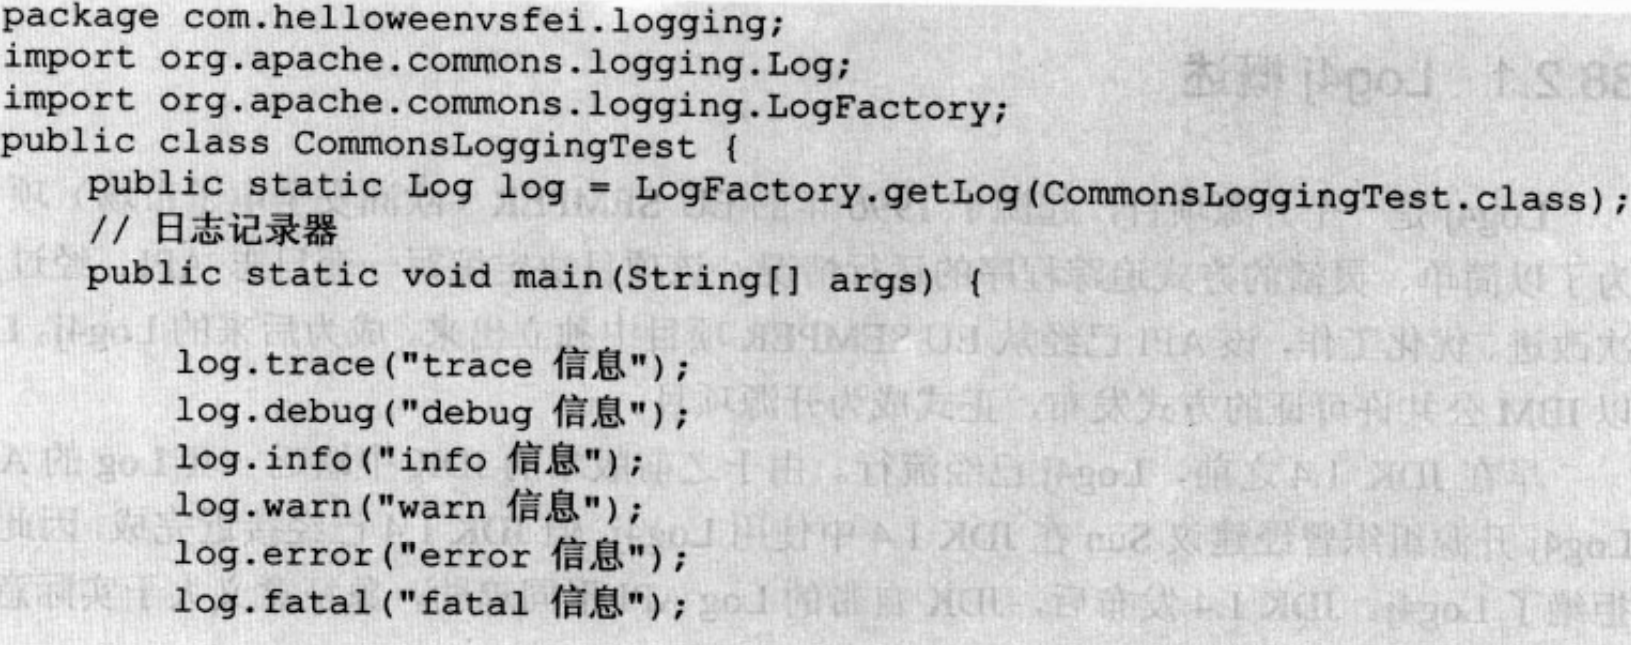 package com.helloweenvsfei.logging;
import org.apache.commons.logging.Log;
import org.apache.commons.logging.LogFactory;
public class CommonsLoggingTest {
    public static Log log = LogFactory.getLog(CommonsLoggingTest.class);
    // 日志记录器
    public static void main(String[] args) {
        log.trace("trace 信息");
        log.debug("debug 信息");
        log.info("info 信息");
        log.warn("warn 信息");
        log.error("error 信息");
        log.fatal("fatal 信息");